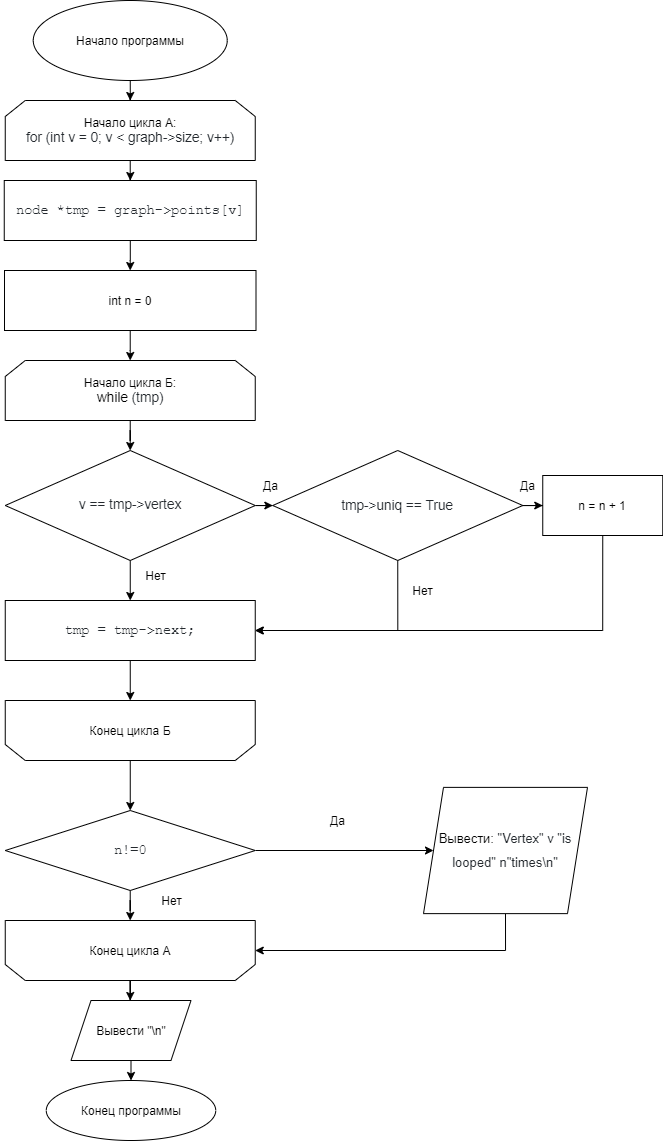 Начало программы
Начало цикла А:
for (int v = 0; v < graph->size; v++)
node *tmp = graph->points[v]
int n = 0
Начало цикла Б:
while (tmp)
v == tmp->vertex
Да
tmp->uniq == True
Да
n = n + 1
Нет
Нет
tmp = tmp->next;
Конец цикла Б
n!=0
Да
Вывести: "Vertex" v "is
looped" n"times\n"
Нет
Конец цикла А
Вывести "\n"
Конец программы